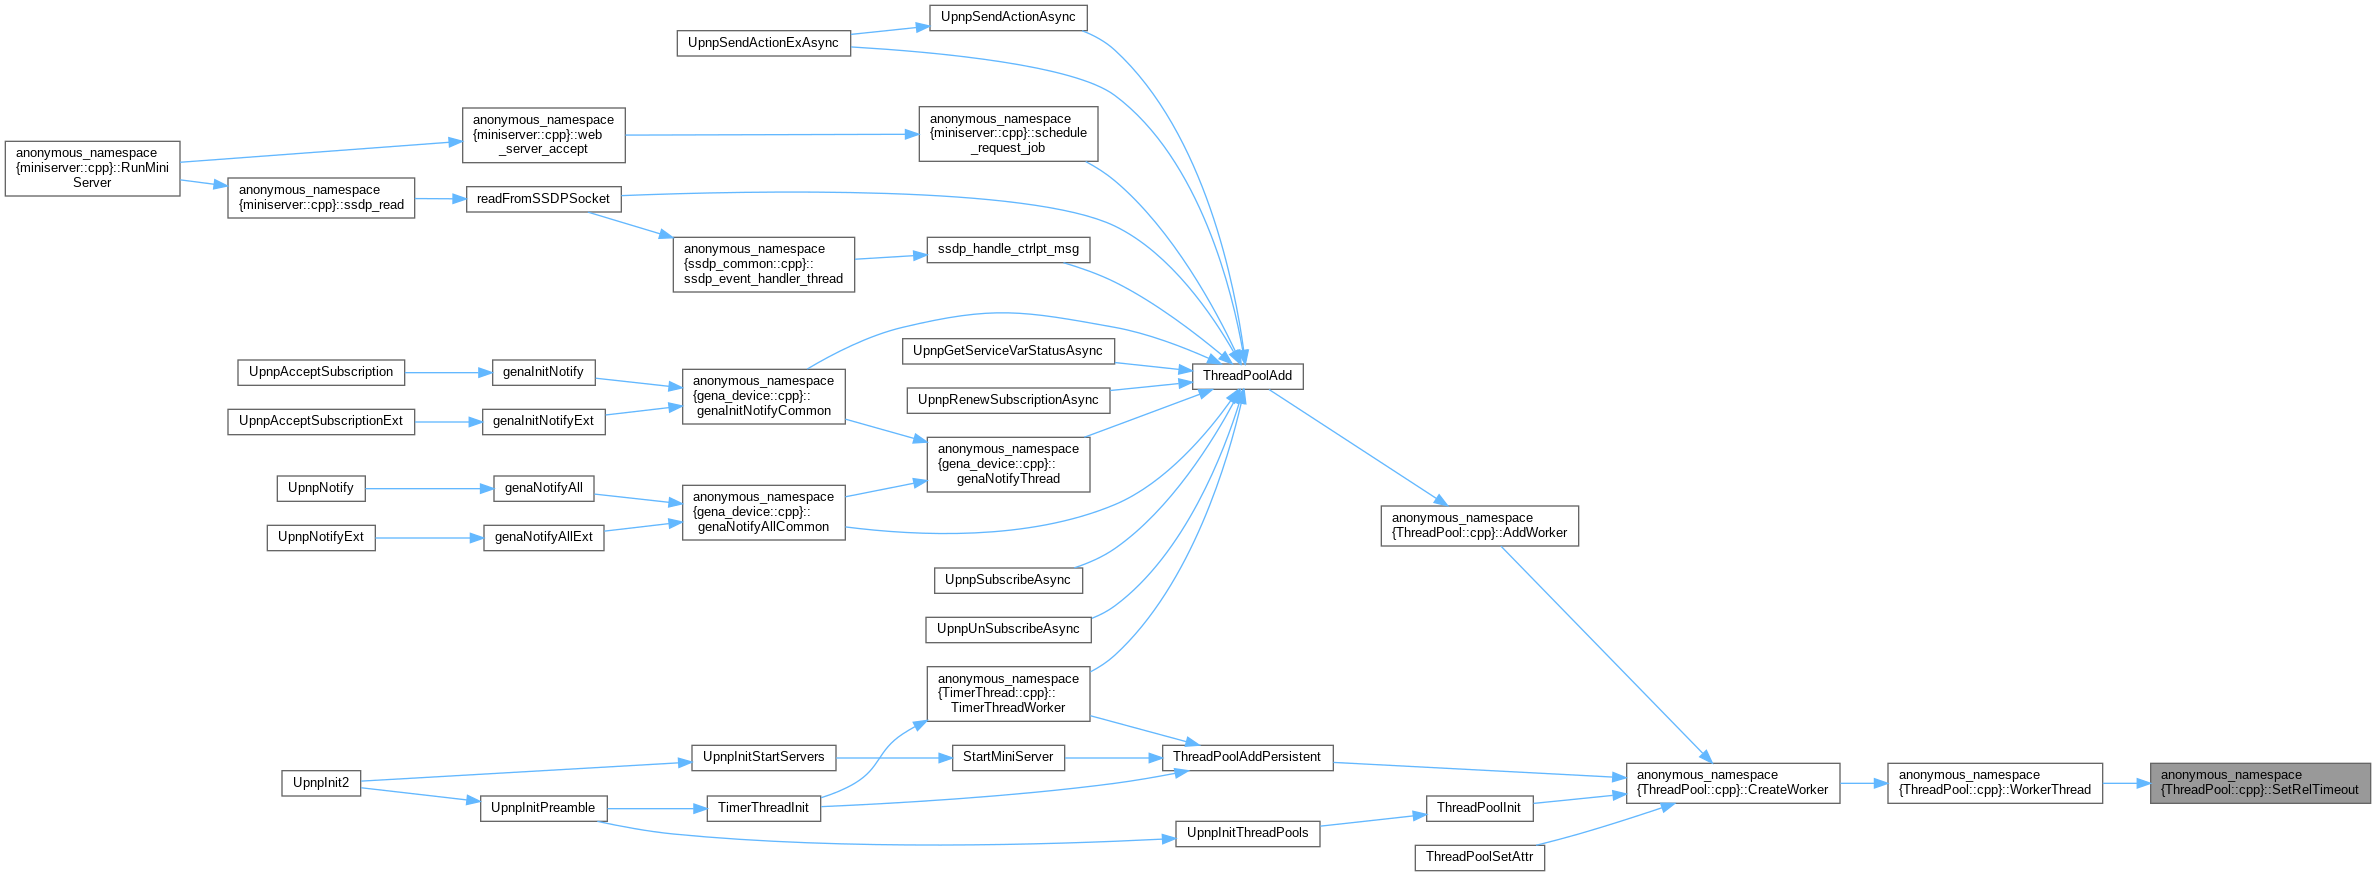 UpnpSendActionAsync
UpnpSendActionExAsync
anonymous_namespace
{miniserver::cpp}::web
_server_accept
anonymous_namespace
{miniserver::cpp}::schedule
_request_job
anonymous_namespace
{miniserver::cpp}::RunMini
Server
anonymous_namespace
{miniserver::cpp}::ssdp_read
readFromSSDPSocket
anonymous_namespace
{ssdp_common::cpp}::
ssdp_event_handler_thread
ssdp_handle_ctrlpt_msg
UpnpGetServiceVarStatusAsync
UpnpAcceptSubscription
genaInitNotify
anonymous_namespace
{gena_device::cpp}::
genaInitNotifyCommon
ThreadPoolAdd
UpnpRenewSubscriptionAsync
UpnpAcceptSubscriptionExt
genaInitNotifyExt
anonymous_namespace
{gena_device::cpp}::
genaNotifyThread
UpnpNotify
genaNotifyAll
anonymous_namespace
{gena_device::cpp}::
genaNotifyAllCommon
UpnpNotifyExt
genaNotifyAllExt
anonymous_namespace
{ThreadPool::cpp}::AddWorker
UpnpSubscribeAsync
UpnpUnSubscribeAsync
anonymous_namespace
{TimerThread::cpp}::
TimerThreadWorker
UpnpInit2
UpnpInitStartServers
StartMiniServer
ThreadPoolAddPersistent
UpnpInitPreamble
TimerThreadInit
UpnpInitThreadPools
ThreadPoolInit
ThreadPoolSetAttr
anonymous_namespace
{ThreadPool::cpp}::CreateWorker
anonymous_namespace
{ThreadPool::cpp}::WorkerThread
anonymous_namespace
{ThreadPool::cpp}::SetRelTimeout